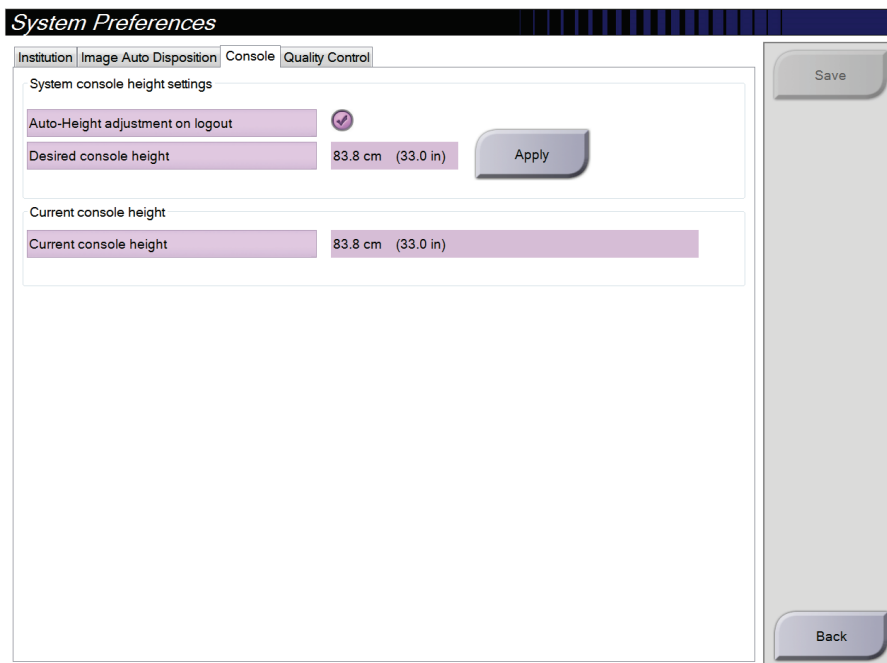 System Preferences
Institution Image Auto Disposition Console Quality Control
Save
System console height settings
Auto-Height adjustment on logout
Desired console height 83.8 cm (33.0 in) Apply
Current console height
Current console height 83.8 cm (33.0 in)
Back